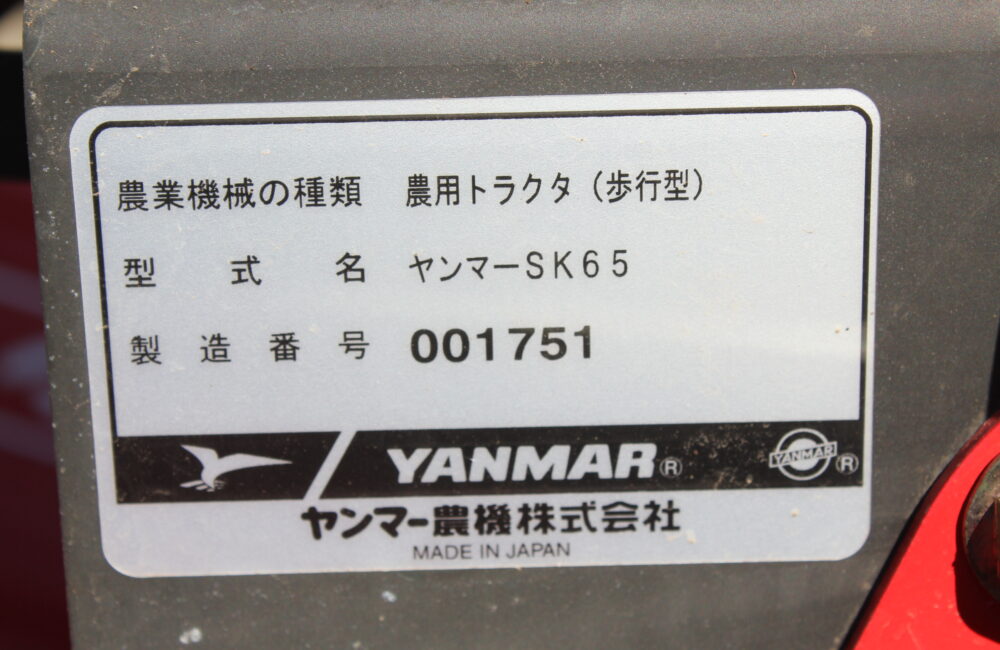 農業機械の種類 農用トラクタ（歩行型）
型式名 ヤンマーSK65
製造番号 001751
YANMAR® YANMAR®
ヤンマー農機株式会社
MADE IN JAPAN